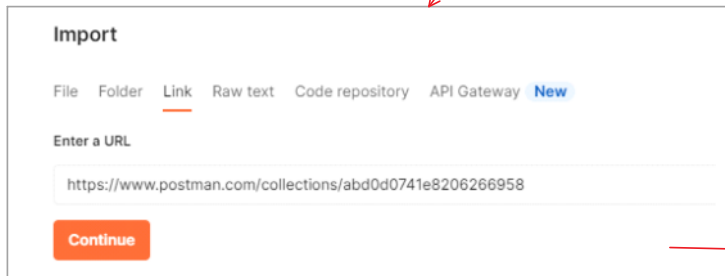 Import
File Folder Link Raw text Code repository API Gateway New
Enter a URL
https://www.postman.com/collections/abd0d0741e8206266958
Continue